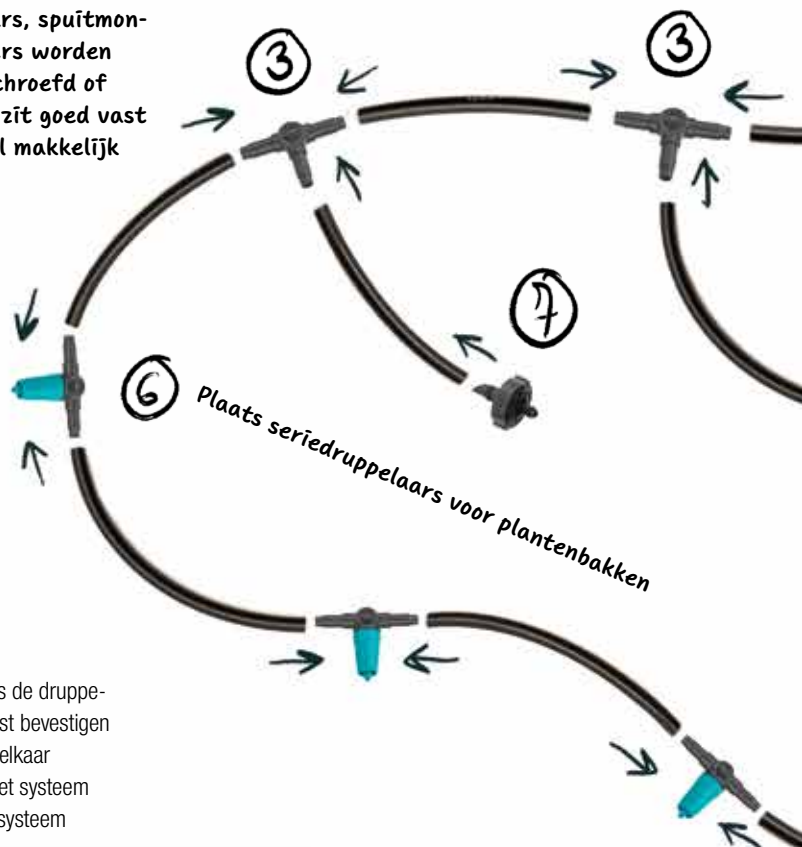 rs, spuitmon-
rs worden
chroefd of
zit goed vast
l makkelijk
3
3
7
6
Plaats seriedruppelaars voor plantenbakken
s de druppe-
st bevestigen
elkaar
et systeem
systeem